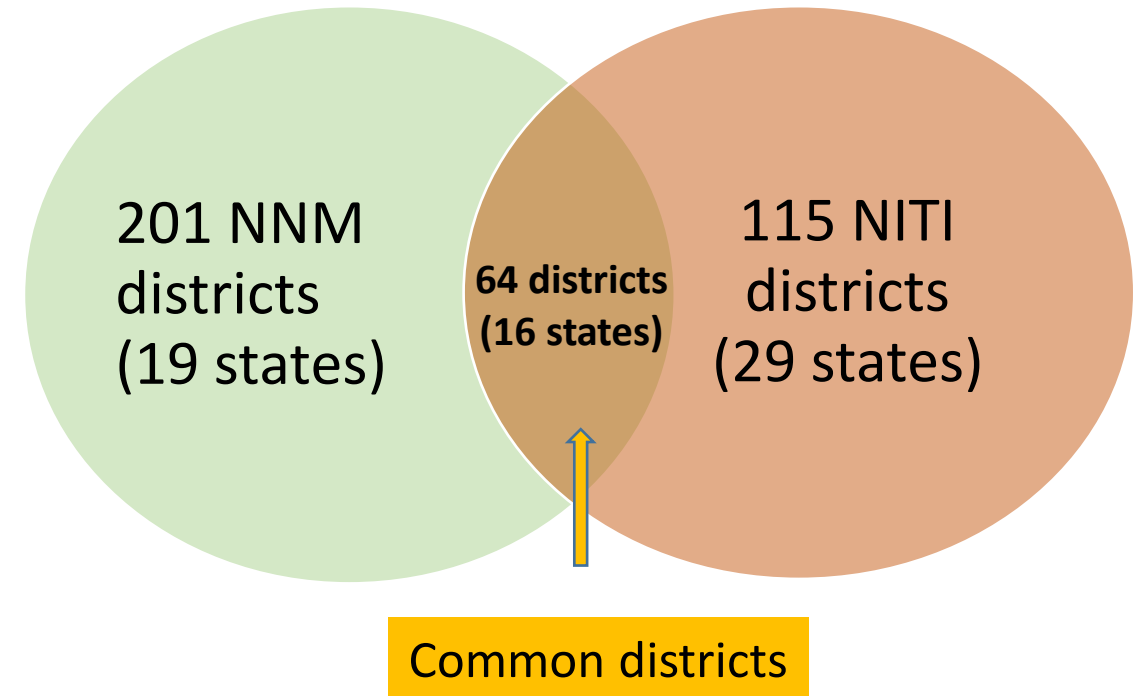 201 NNM
districts
(19 states)
64 districts
(16 states)
115 NITI
districts
(29 states)
Common districts